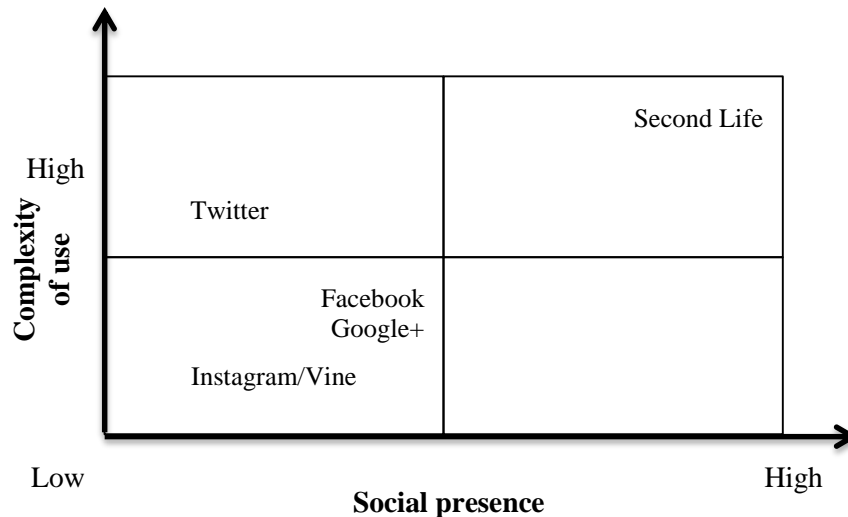 Second Life
High
Twitter
Complexity
of use
Facebook
Google+
Instagram/Vine
Low
High
Social presence